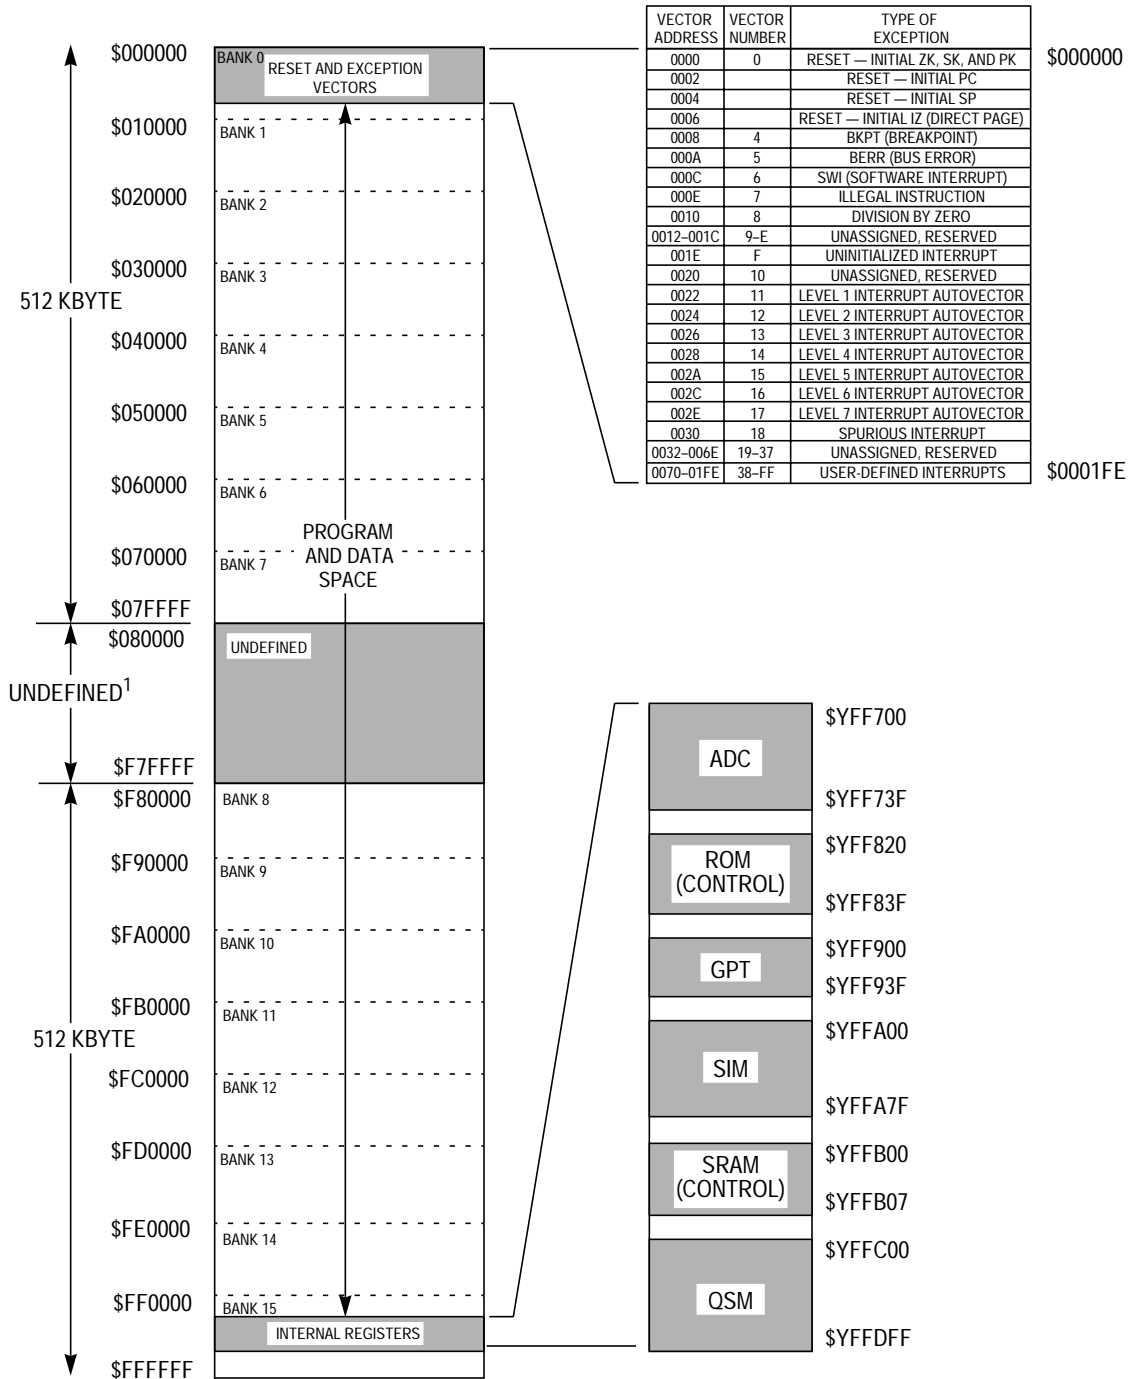 VECTOR ADDRESS VECTOR NUMBER TYPE OF EXCEPTION
0000 0 RESET — INITIAL ZK, SK, AND PK
0002 RESET — INITIAL PC
0004 RESET — INITIAL SP
0006 RESET — INITIAL IZ (DIRECT PAGE)
0008 4 BKPT (BREAKPOINT)
000A 5 BERR (BUS ERROR)
000C 6 SWI (SOFTWARE INTERRUPT)
000E 7 ILLEGAL INSTRUCTION
0010 8 DIVISION BY ZERO
0012–001C 9–E UNASSIGNED, RESERVED
001E F UNINITIALIZED INTERRUPT
0020 10 UNASSIGNED, RESERVED
0022 11 LEVEL 1 INTERRUPT AUTOVECTOR
0024 12 LEVEL 2 INTERRUPT AUTOVECTOR
0026 13 LEVEL 3 INTERRUPT AUTOVECTOR
0028 14 LEVEL 4 INTERRUPT AUTOVECTOR
002A 15 LEVEL 5 INTERRUPT AUTOVECTOR
002C 16 LEVEL 6 INTERRUPT AUTOVECTOR
002E 17 LEVEL 7 INTERRUPT AUTOVECTOR
0030 18 SPURIOUS INTERRUPT
0032–006E 19–37 UNASSIGNED, RESERVED
0070–01FE 38–FF USER-DEFINED INTERRUPTS
$000000
$0001FE
$000000
BANK 0
RESET AND EXCEPTION
VECTORS
$010000
BANK 1
$020000
BANK 2
$030000
BANK 3
512 KBYTE
$040000
BANK 4
$050000
BANK 5
$060000
BANK 6
PROGRAM
AND DATA
SPACE
$070000
BANK 7
$07FFFF
$080000
UNDEFINED
UNDEFINED1
$F7FFFF
$F80000
BANK 8
$F90000
BANK 9
$FA0000
BANK 10
$FB0000
BANK 11
512 KBYTE
$FC0000
BANK 12
$FD0000
BANK 13
$FE0000
BANK 14
$FF0000
BANK 15
INTERNAL REGISTERS
$FFFFFF
$YFF700
ADC
$YFF73F
$YFF820
ROM
(CONTROL)
$YFF83F
$YFF900
GPT
$YFF93F
$YFFA00
SIM
$YFFA7F
$YFFB00
SRAM
(CONTROL)
$YFFB07
$YFFC00
QSM
$YFFDFF